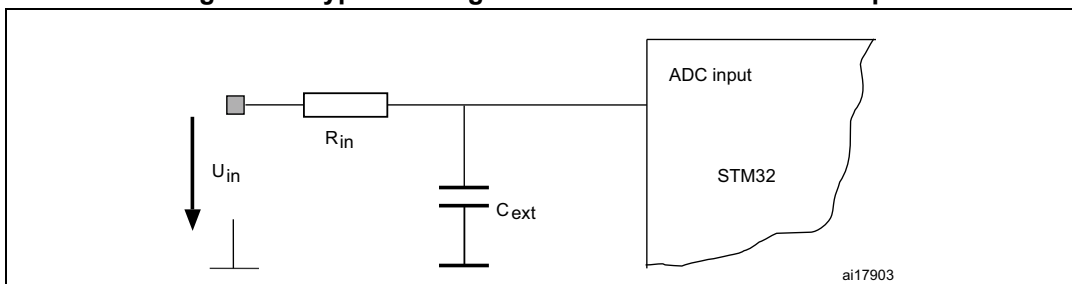 ADC input
Rin
Uin
STM32
Cext
ai17903